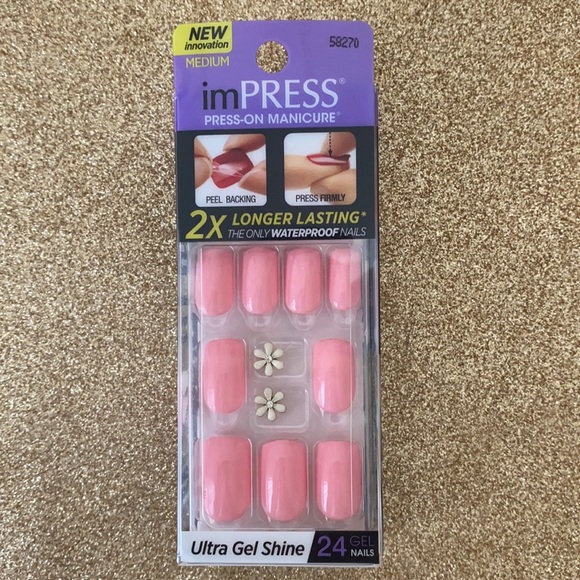 NEW
innovation
MEDIUM
58270
imPRESS®
PRESS-ON MANICURE®
PEEL BACKING
PRESS FIRMLY
2X LONGER LASTING*
THE ONLY WATERPROOF NAILS
Ultra Gel Shine
24 GEL
NAILS